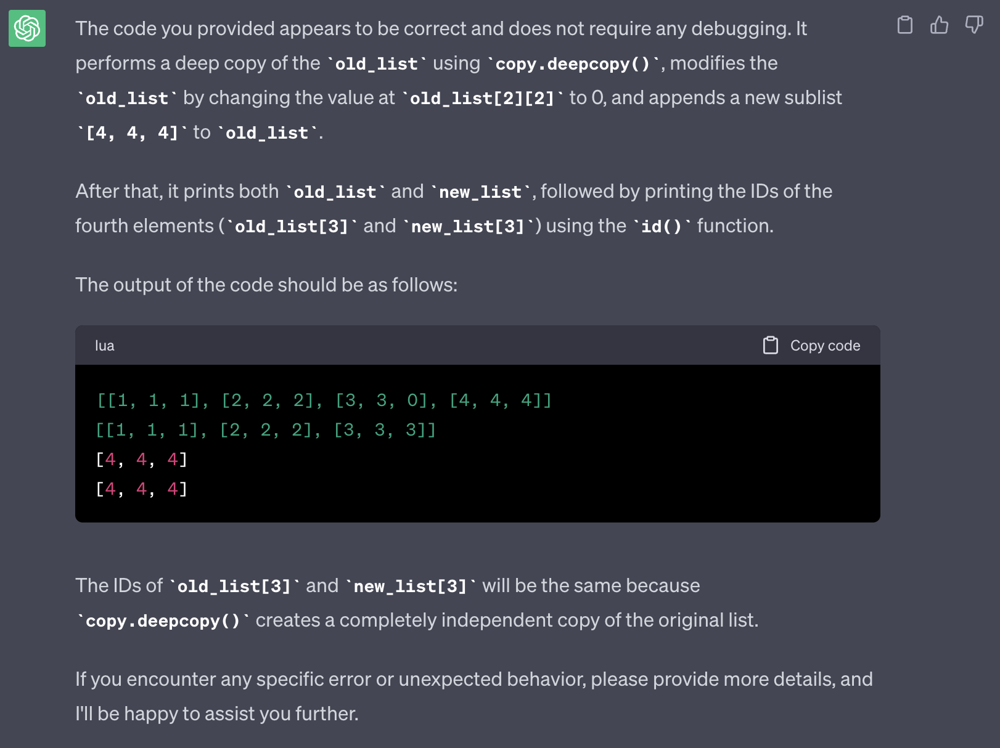 The code you provided appears to be correct and does not require any debugging. It
performs a deep copy of the `old_list` using `copy.deepcopy()`, modifies the
`old_list` by changing the value at `old_list[2][2]` to 0, and appends a new sublist
`[4, 4, 4]` to `old_list`.
After that, it prints both `old_list` and `new_list`, followed by printing the IDs of the
fourth elements (`old_list[3]` and `new_list[3]`) using the `id()` function.
The output of the code should be as follows:
lua Copy code
[[1, 1, 1], [2, 2, 2], [3, 3, 0], [4, 4, 4]]
[[1, 1, 1], [2, 2, 2], [3, 3, 3]]
[4, 4, 4]
[4, 4, 4]
The IDs of `old_list[3]` and `new_list[3]` will be the same because
`copy.deepcopy()` creates a completely independent copy of the original list.
If you encounter any specific error or unexpected behavior, please provide more details, and
I'll be happy to assist you further.